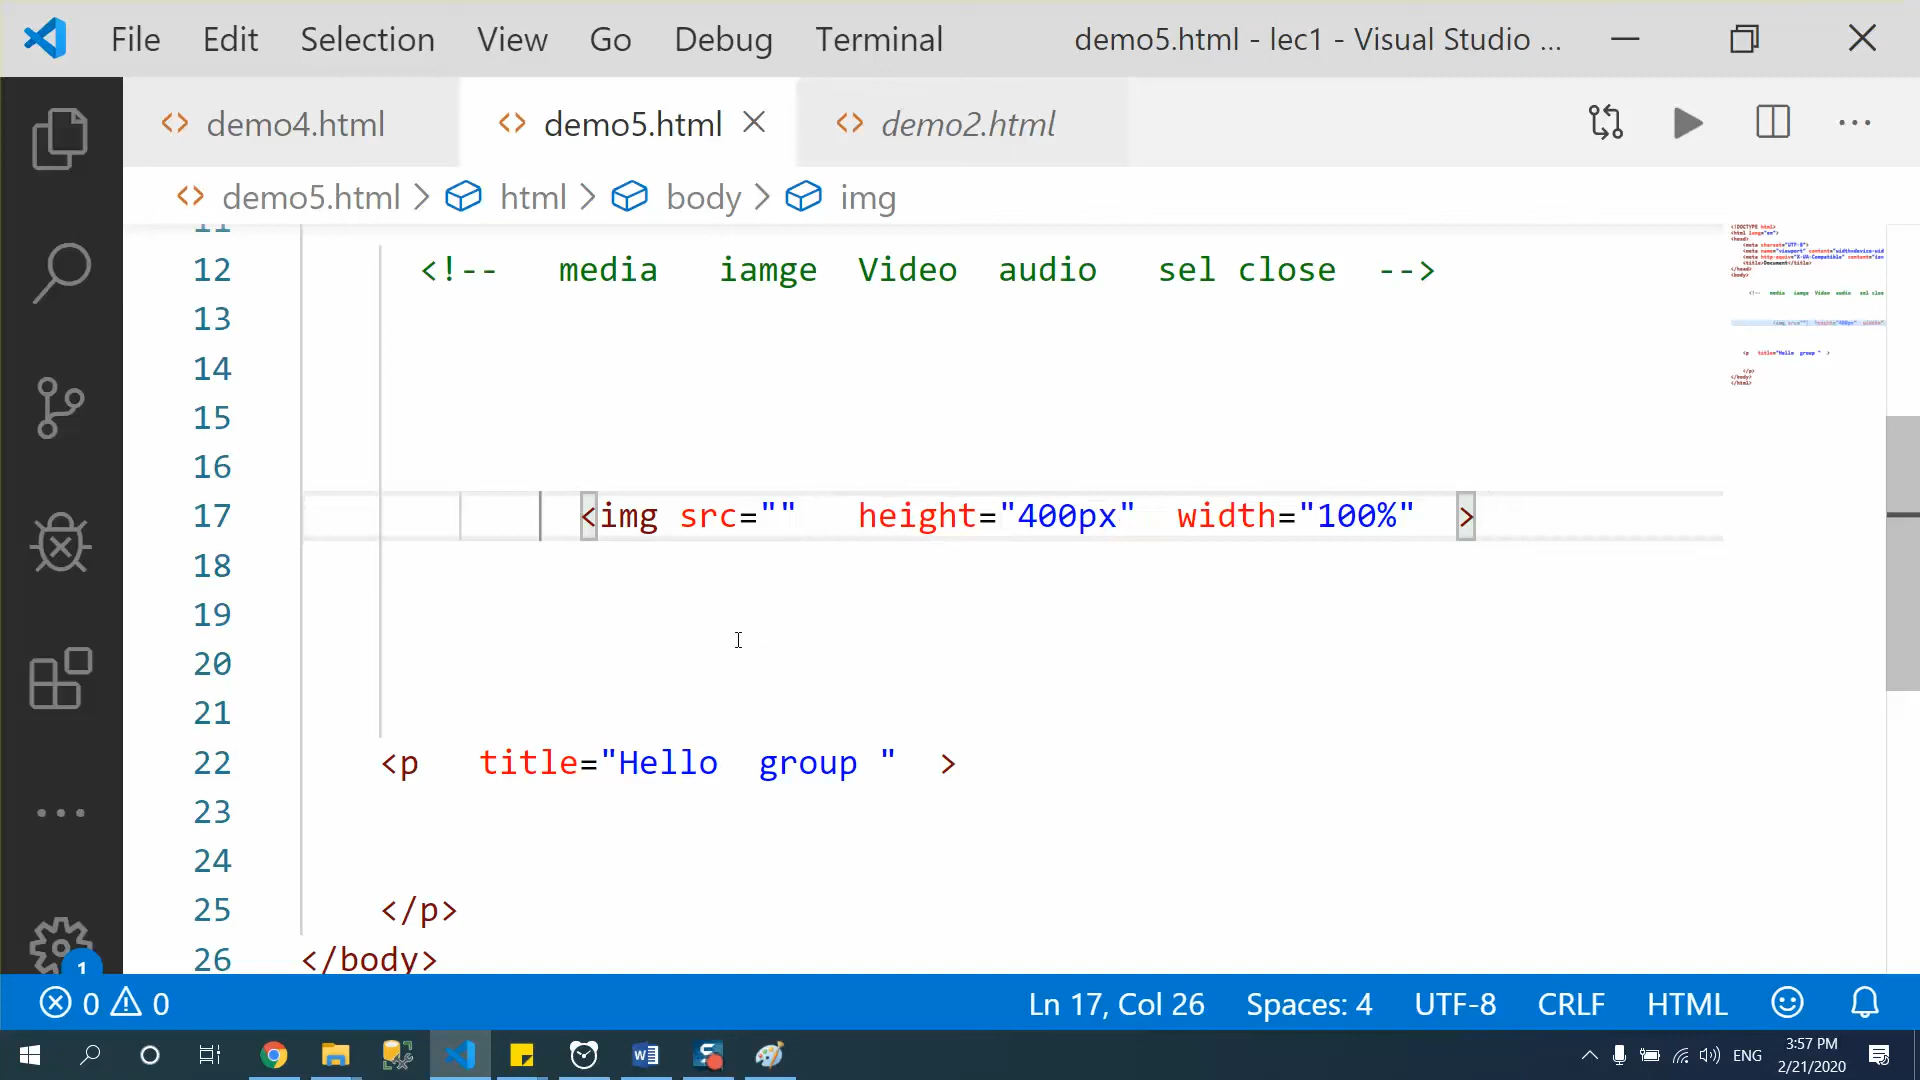 File Edit Selection View Go Debug Terminal demo5.html - lec1 - Visual Studio ...
demo4.html demo5.html demo2.html
demo5.html > html > body > img
11
12 <!-- media iamge Video audio sel close -->
13
14
15
16
17 <img src="" height="400px" width="100%" >
18
19
20
21
22 <p title="Hello group " >
23
24
25 </p>
26 </body>
1
0 0 Ln 17, Col 26 Spaces: 4 UTF-8 CRLF HTML
ENG 3:57 PM
2/21/2020